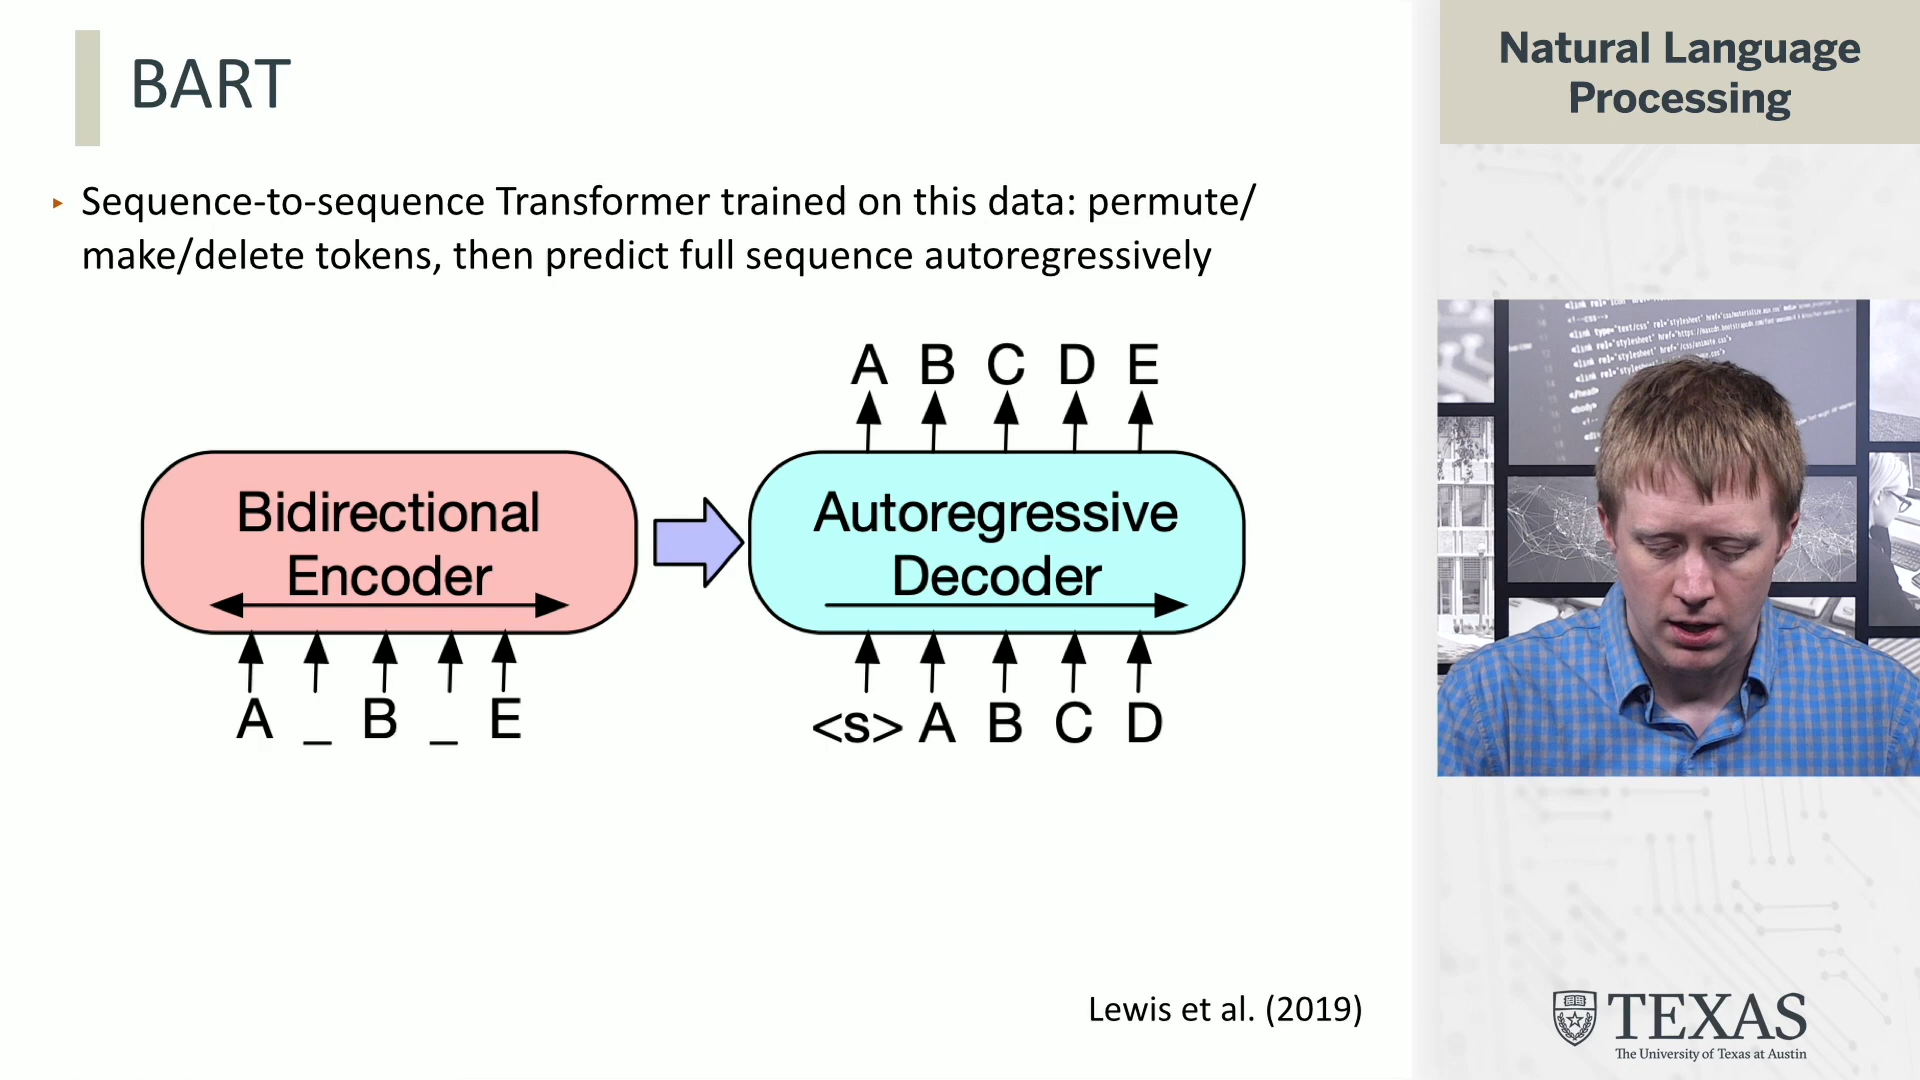 BART
▸ Sequence-to-sequence Transformer trained on this data: permute/
make/delete tokens, then predict full sequence autoregressively
A B C D E
Bidirectional
Encoder
Autoregressive
Decoder
A _ B _ E
<s> A B C D
Lewis et al. (2019)
Natural Language
Processing
TEXAS
The University of Texas at Austin